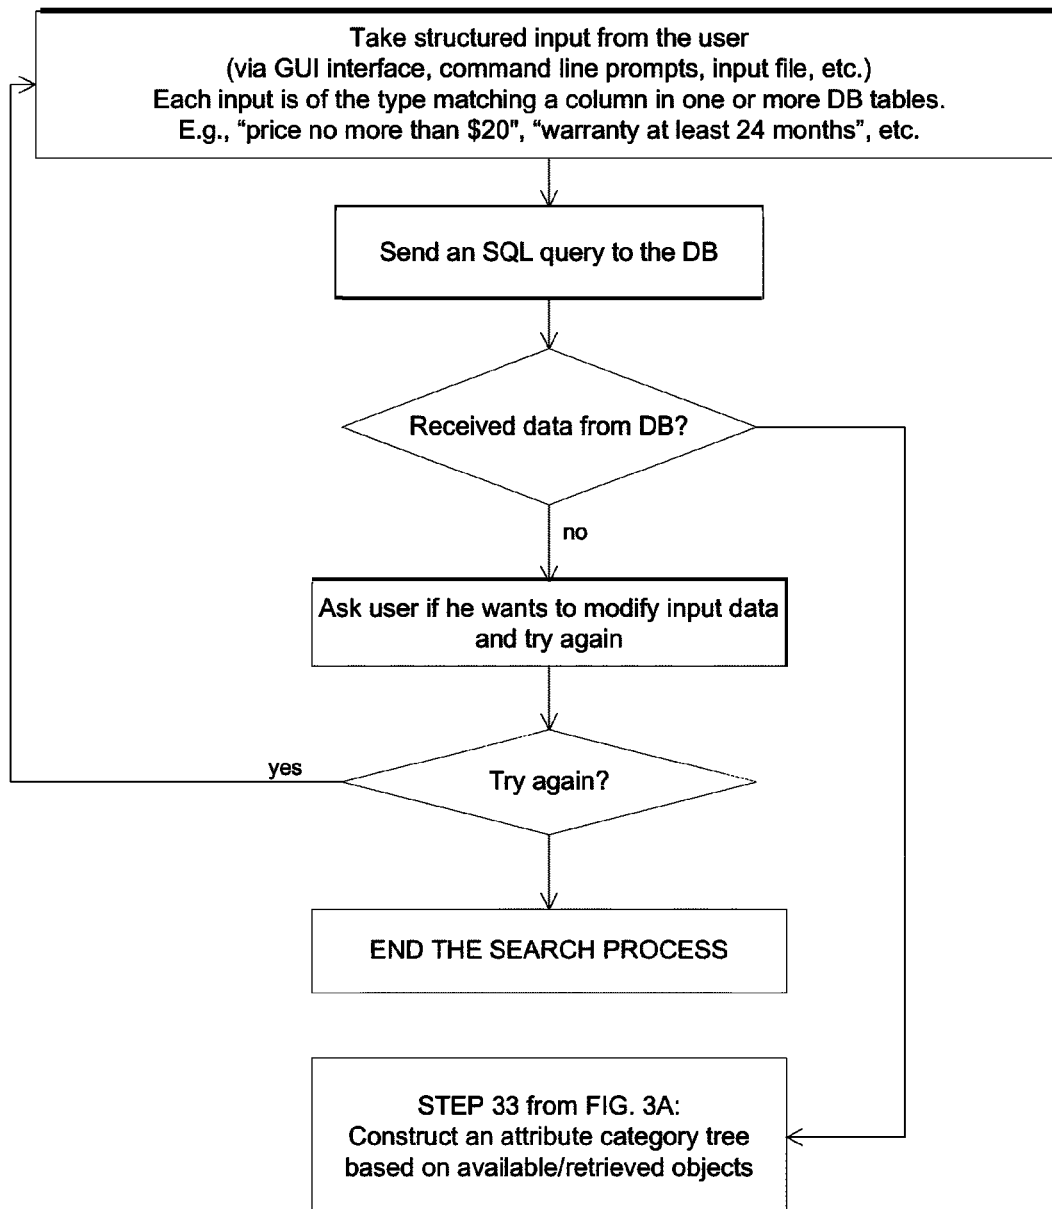 Take structured input from the user
(via GUI interface, command line prompts, input file, et.)
Each input is of the type matching a column in one or more DB tables.
E.g., “price no more than $20", “warranty at least 24 months”, etc.
Send an SQL query to the DB
Received data from DB?
no
Ask user if he wants to modify input data
and try again
yes
Try again?
END THE SEARCH PROCESS
STEP 33 from FIG. 3A:
Construct an attribute category tree
based on available/retrieved objects